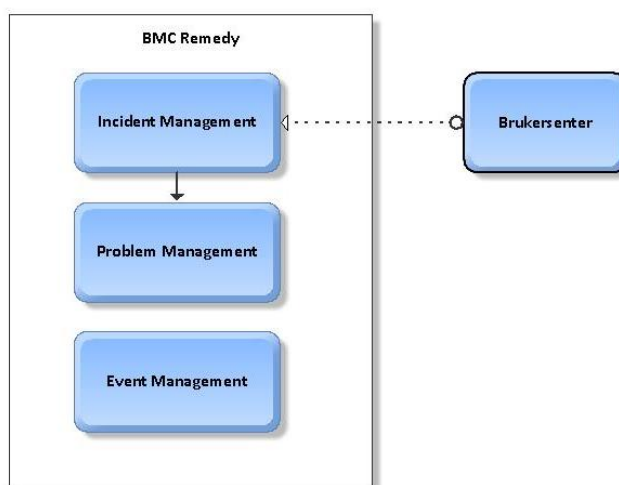 BMC Remedy
Incident Management
Brukersenter
Problem Management
Event Management